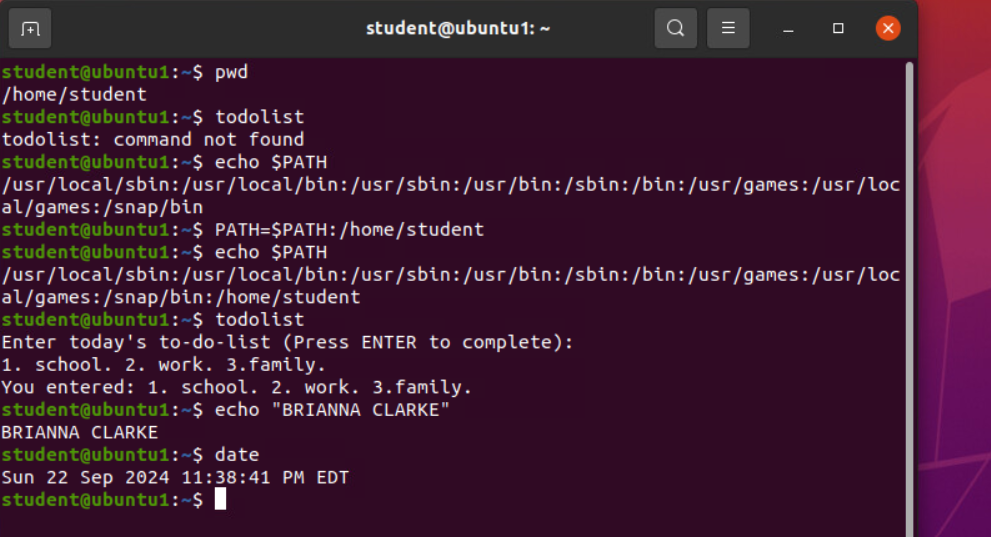 student@ubuntu1: ~
student@ubuntu1:~$ pwd
/home/student
student@ubuntu1:~$ todolist
todolist: command not found
student@ubuntu1:~$ echo $PATH
/usr/local/sbin:/usr/local/bin:/usr/sbin:/usr/bin:/sbin:/bin:/usr/games:/usr/loc
al/games:/snap/bin
student@ubuntu1:~$ PATH=$PATH:/home/student
student@ubuntu1:~$ echo $PATH
/usr/local/sbin:/usr/local/bin:/usr/sbin:/usr/bin:/sbin:/bin:/usr/games:/usr/loc
al/games:/snap/bin:/home/student
student@ubuntu1:~$ todolist
Enter today's to-do-list (Press ENTER to complete):
1. school. 2. work. 3.family.
You entered: 1. school. 2. work. 3.family.
student@ubuntu1:~$ echo "BRIANNA CLARKE"
BRIANNA CLARKE
student@ubuntu1:~$ date
Sun 22 Sep 2024 11:38:41 PM EDT
student@ubuntu1:~$